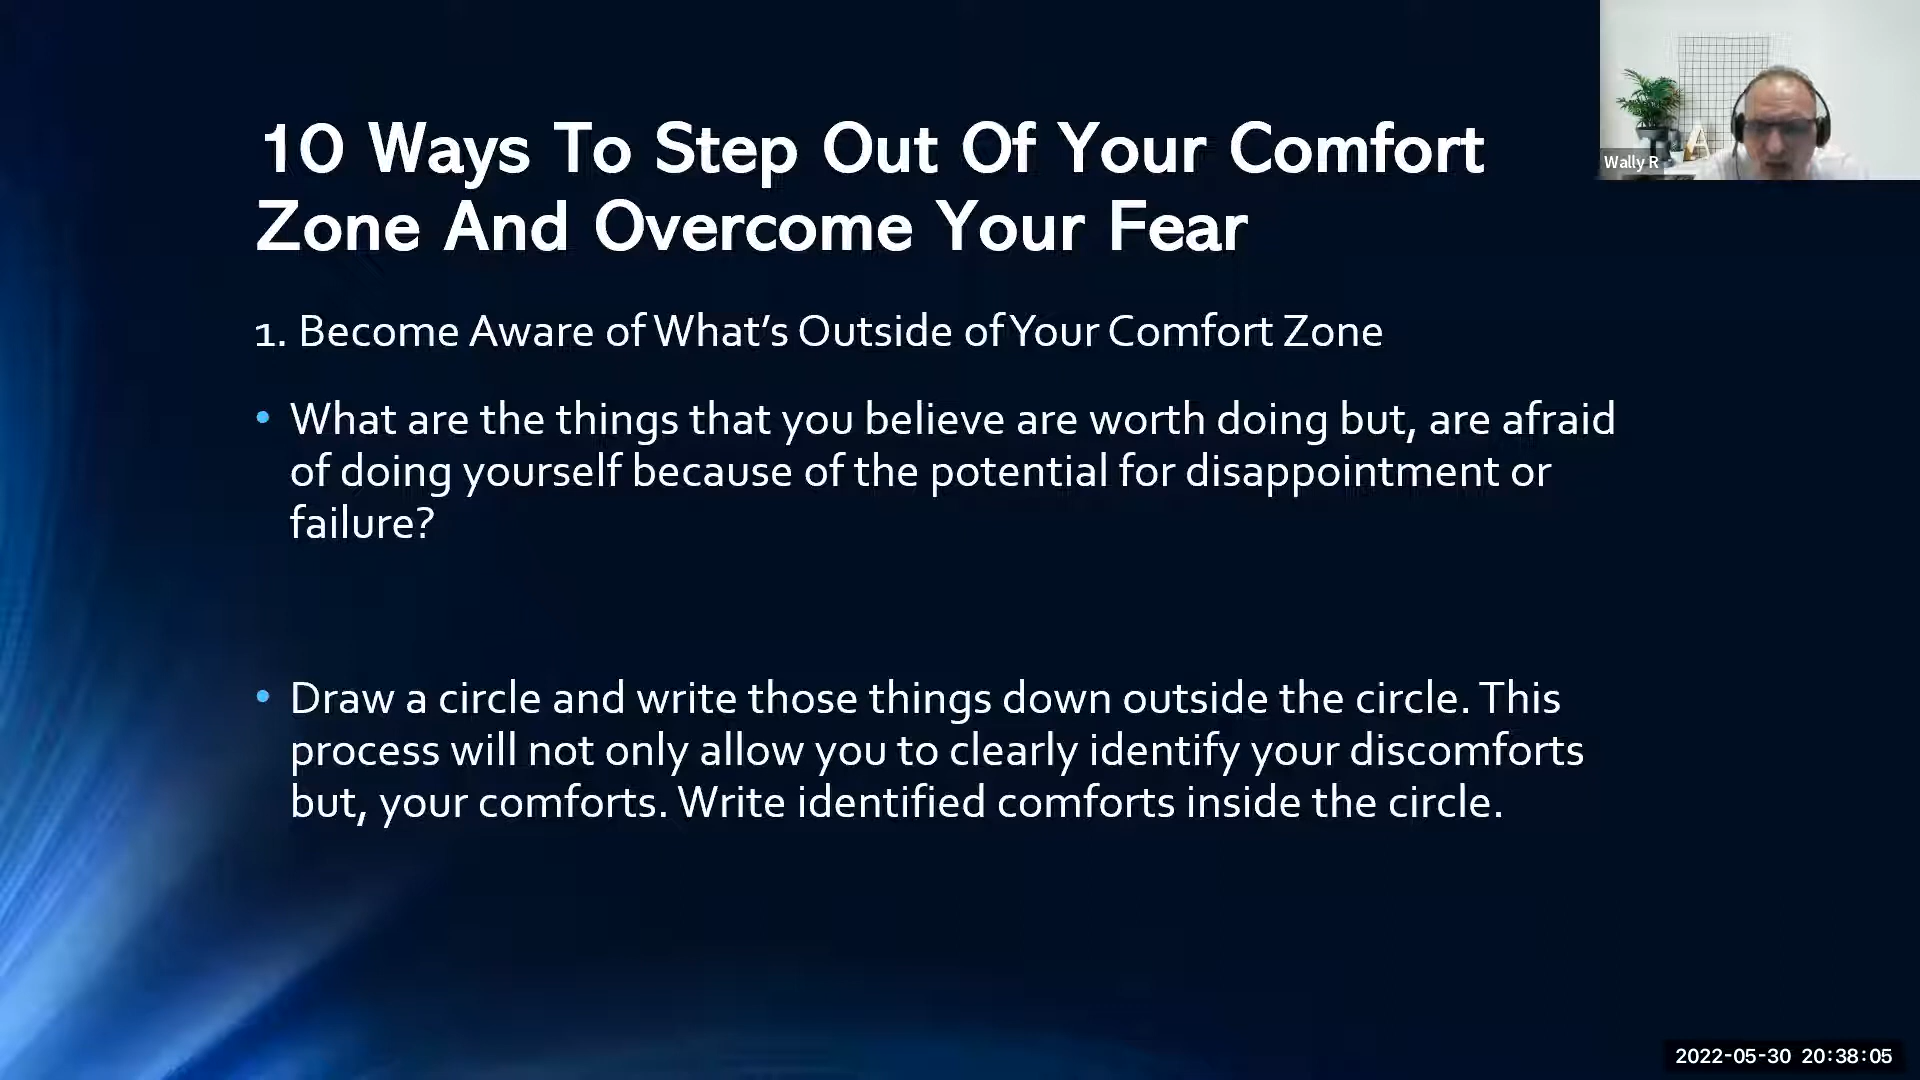 10 Ways To Step Out Of Your Comfort
Zone And Overcome Your Fear
Wally R
1. Become Aware of What's Outside of Your Comfort Zone
• What are the things that you believe are worth doing but, are afraid
of doing yourself because of the potential for disappointment or
failure?
• Draw a circle and write those things down outside the circle. This
process will not only allow you to clearly identify your discomforts
but, your comforts. Write identified comforts inside the circle.
2022-05-30 20:38:05